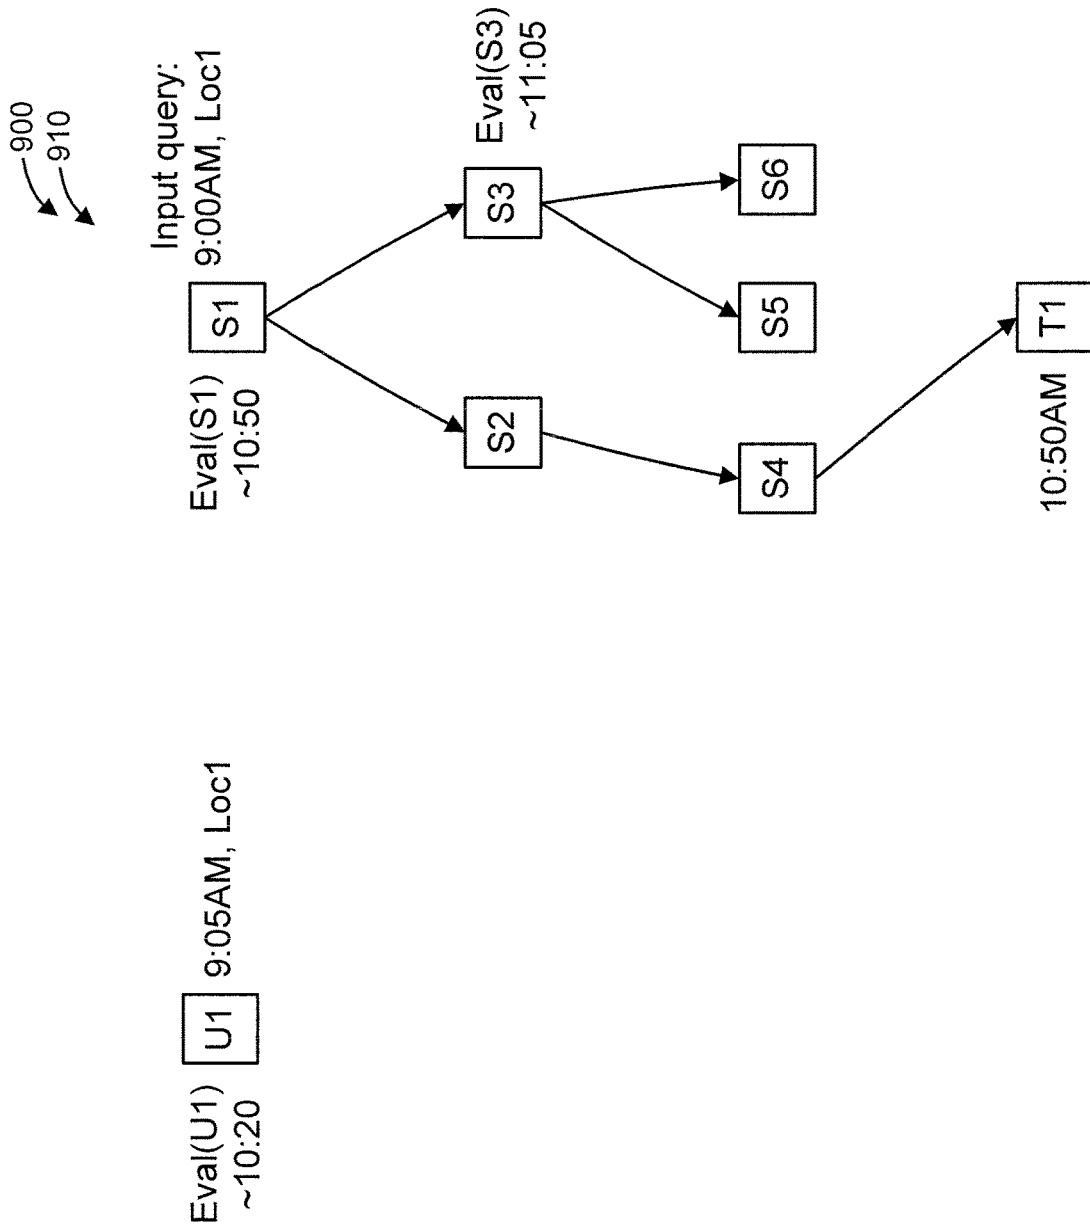 900
910
Input query:
9:00AM, Loc1
Eval(S1)
~10:50
S1
S2
S3
Eval(S3)
~11:05
S4
S5
S6
10:50AM
T1
Eval(U1)
~10:20
U1
9:05AM, Loc1